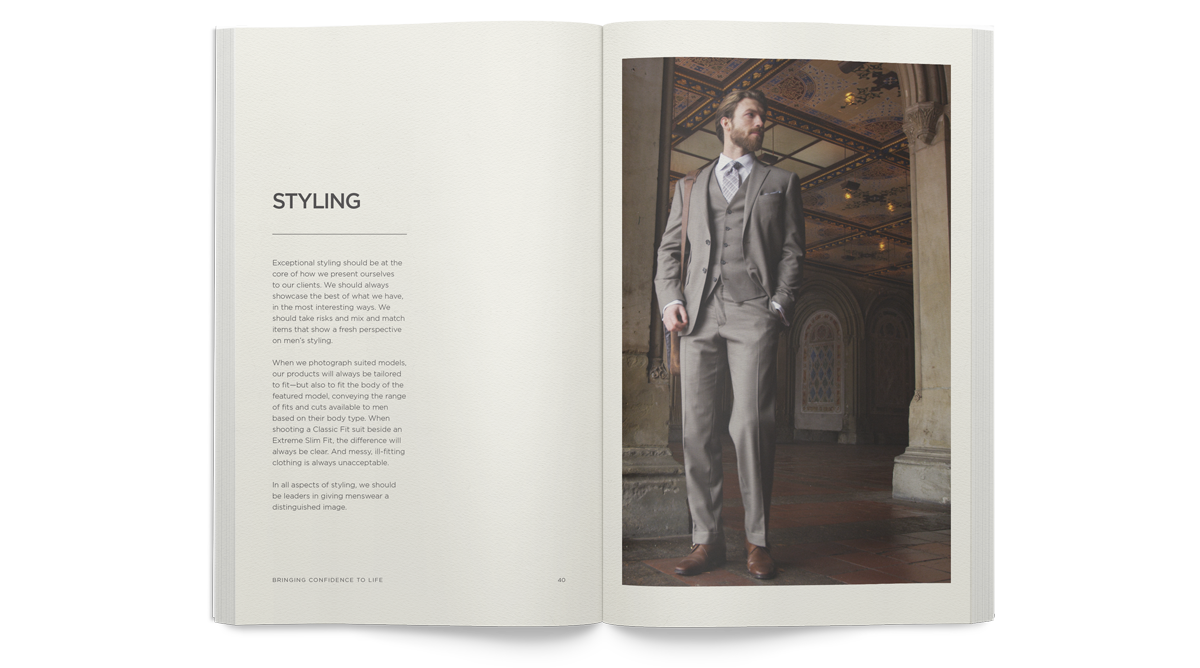 STYLING
Exceptional styling should be at the
core of how we present ourselves
to our clients. We should always
showcase the best of what we have,
in the most interesting ways. We
should take risks and mix and match
items that show a fresh perspective
on men's styling.
When we photograph suited models,
our products will always be tailored
to fit—but also to fit the body of the
featured model, conveying the range
of fits and cuts available to men
based on their body type. When
shooting a Classic Fit suit beside an
Extreme Slim Fit, the difference will
always be clear. And messy, ill-fitting
clothing is always unacceptable.
In all aspects of styling, we should
be leaders in giving menswear a
distinguished image.
BRINGING CONFIDENCE TO LIFE 40